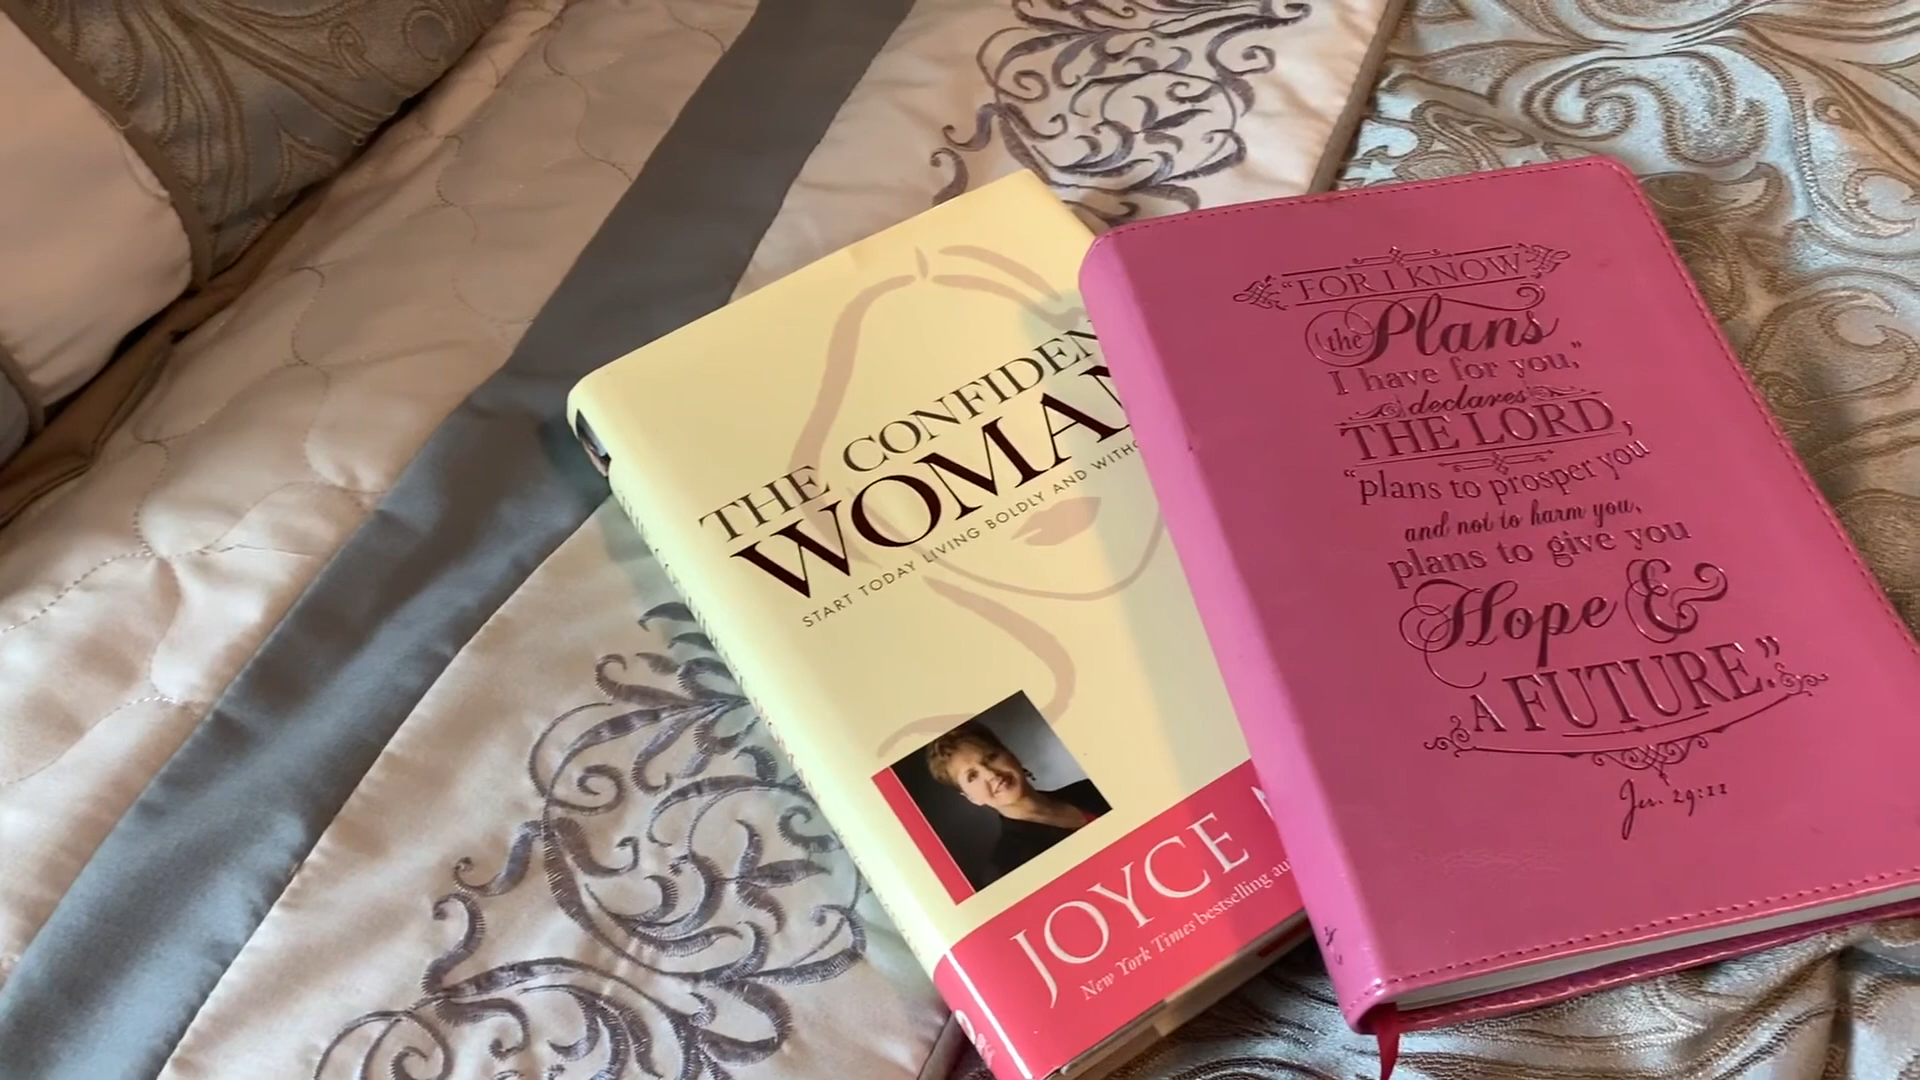 THE CONFIDEN
WOMAN
START TODAY LIVING BOLDLY AND WITHO
JOYCE M
New York Times bestselling au
"FOR I KNOW
the Plans
I have for you,"
declares
THE LORD,
"plans to prosper you
and not to harm you,
plans to give you
Hope &
A FUTURE."
Jer. 29:11